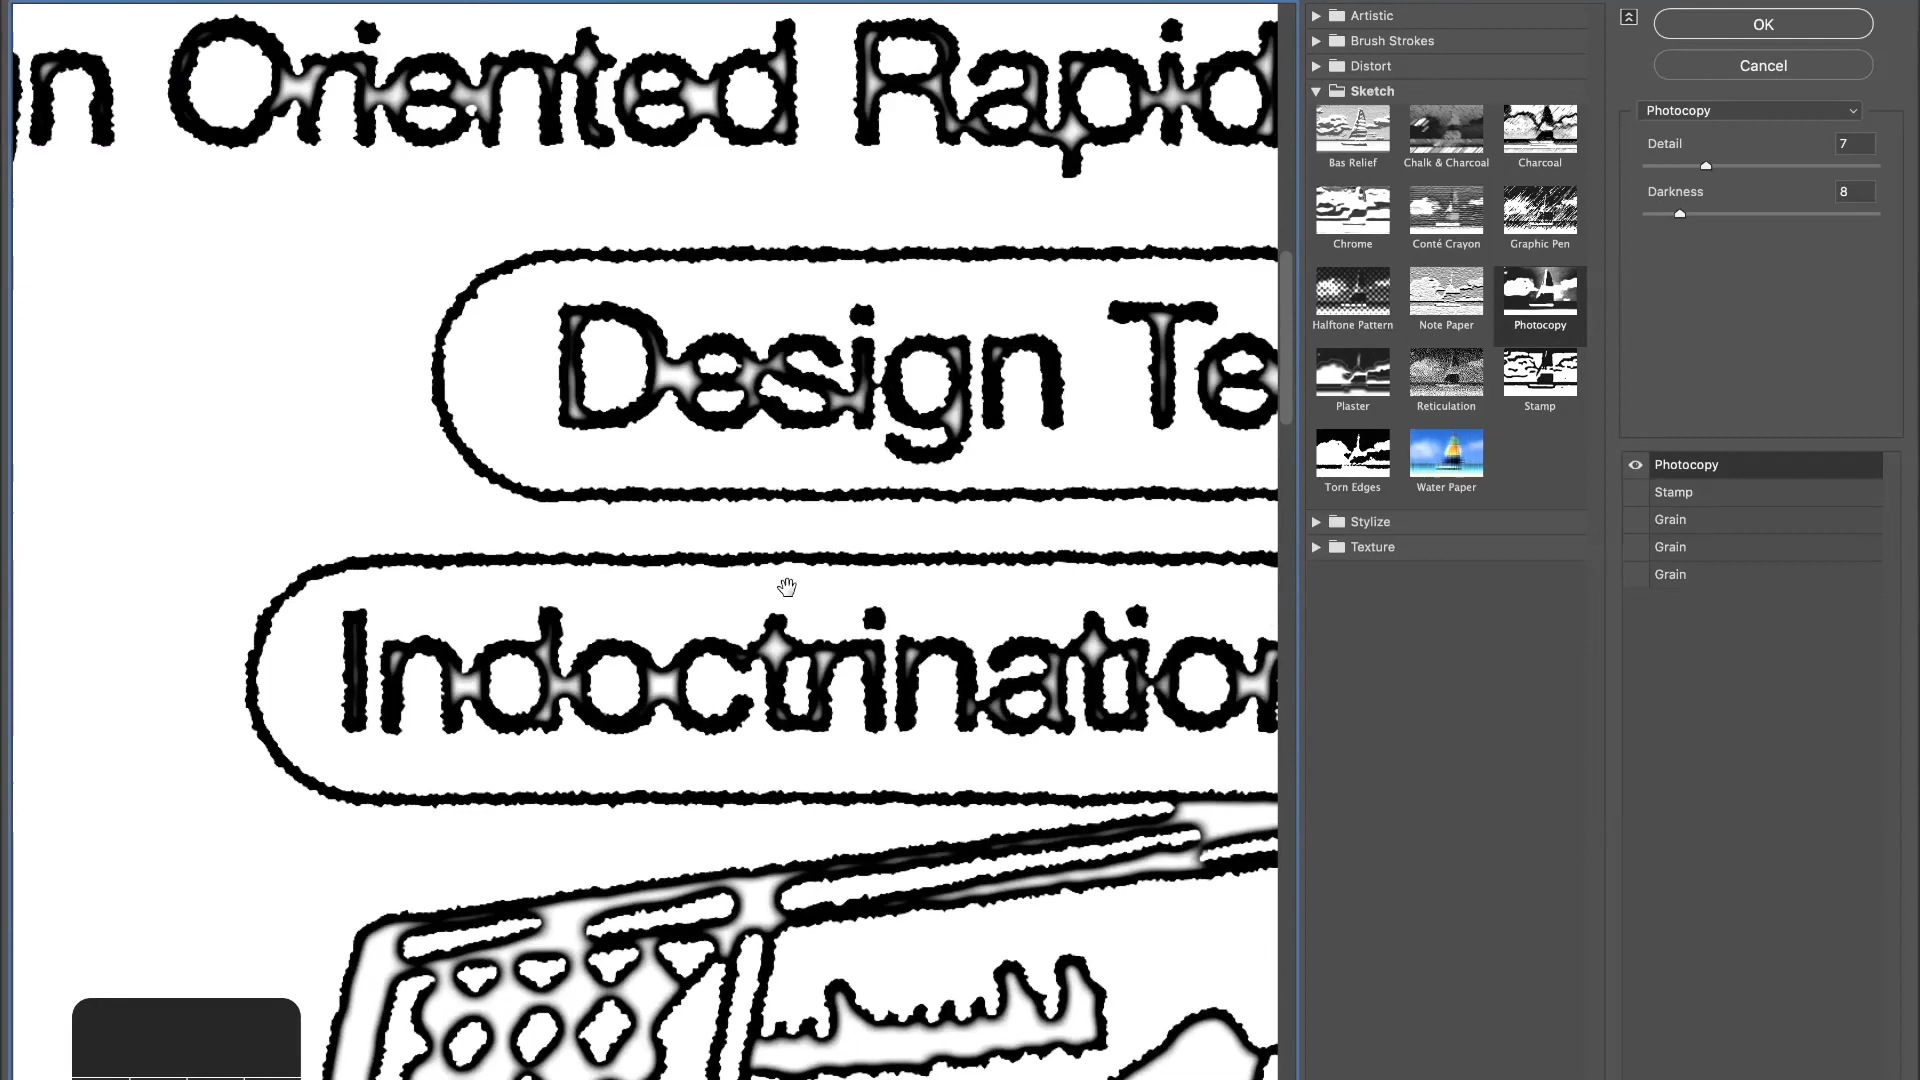 n Oriented Rapid
Design Te
Indoctrination
Artistic
Brush Strokes
Distort
Sketch
Bas Relief
Chalk & Charcoal
Charcoal
Chrome
Conté Crayon
Graphic Pen
Halftone Pattern
Note Paper
Photocopy
Plaster
Reticulation
Stamp
Torn Edges
Water Paper
Stylize
Texture
OK
Cancel
Photocopy
Detail 7
Darkness 8
Photocopy
Stamp
Grain
Grain
Grain